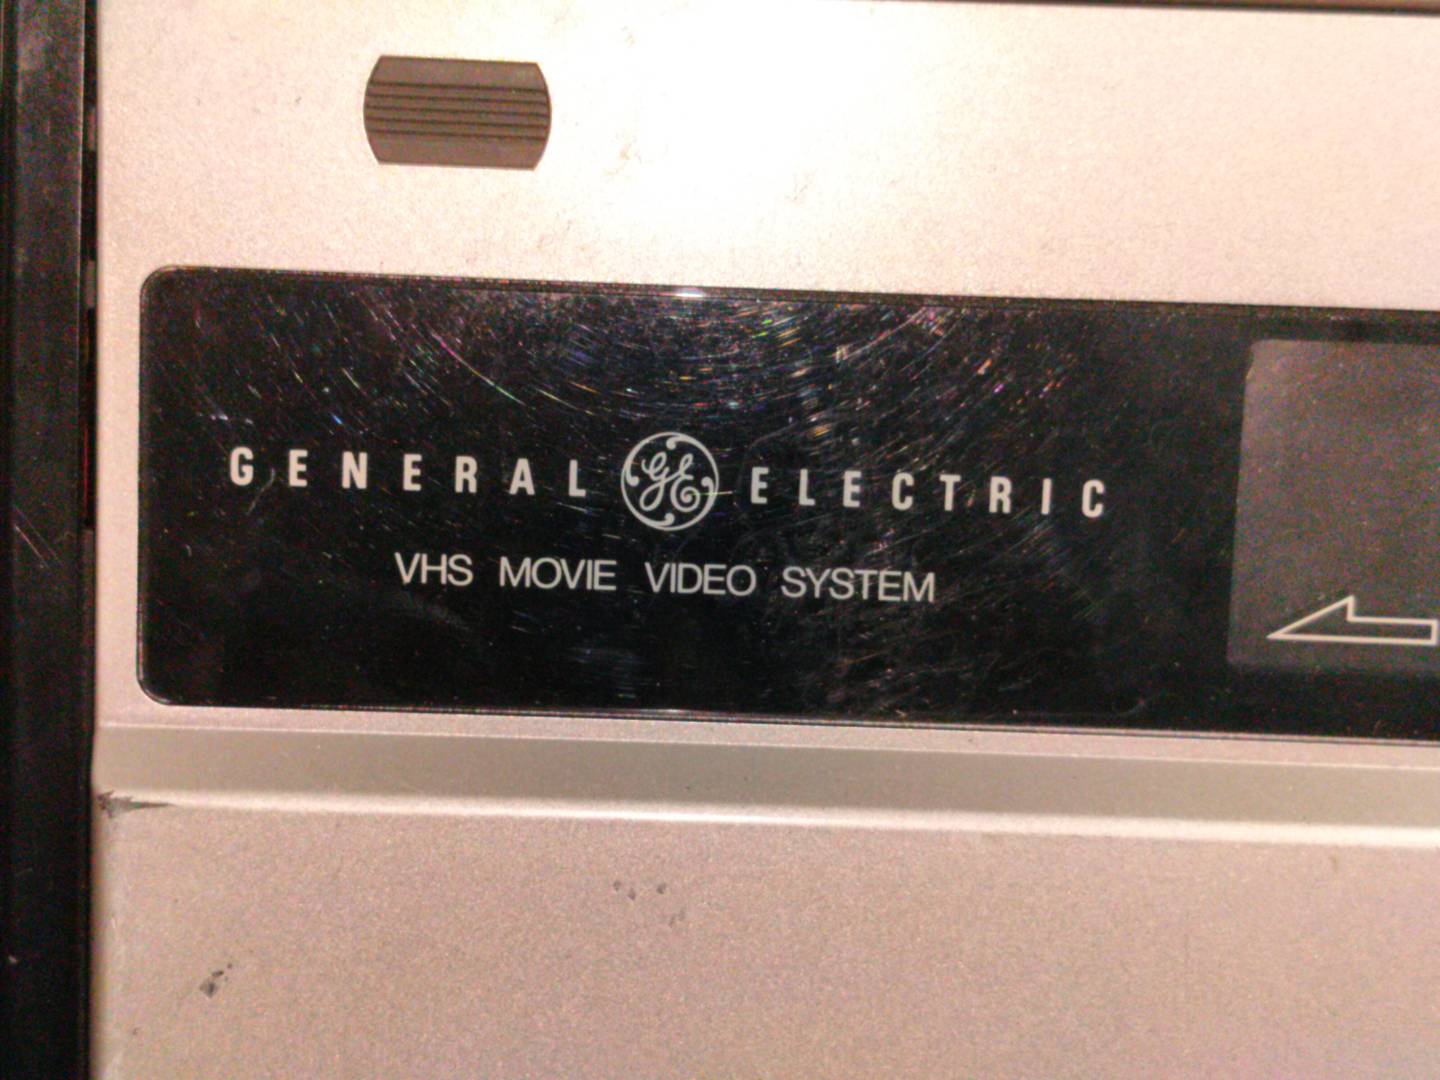 GENERAL GE ELECTRIC
VHS MOVIE VIDEO SYSTEM